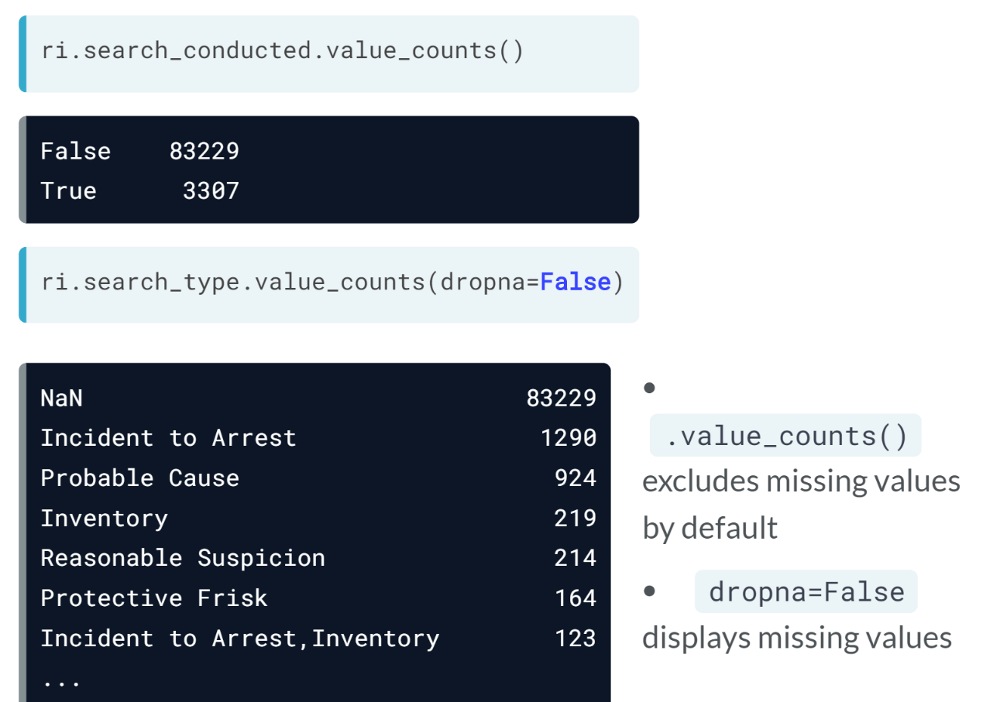 ri.search_conducted.value_counts()
False    83229
True      3307
ri.search_type.value_counts(dropna=False)
NaN                               83229
Incident to Arrest                 1290
Probable Cause                      924
Inventory                           219
Reasonable Suspicion                214
Protective Frisk                    164
Incident to Arrest,Inventory        123
...
•
.value_counts()
excludes missing values
by default
• dropna=False
displays missing values